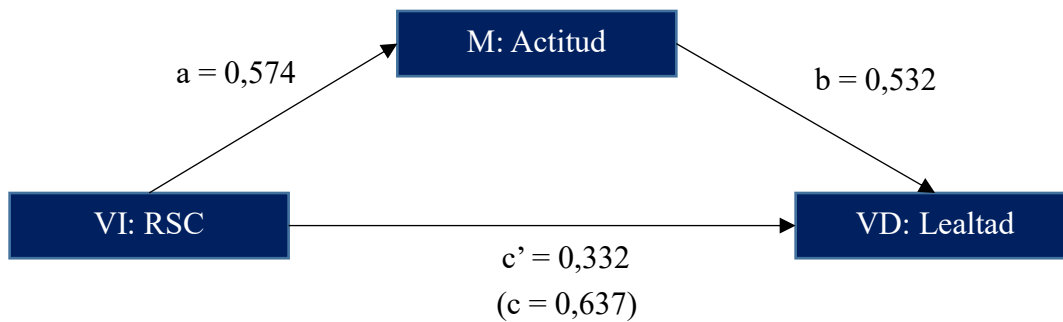 M: Actitud
a = 0,574
b = 0,532
VI: RSC
VD: Lealtad
c’ = 0,332
(c = 0,637)